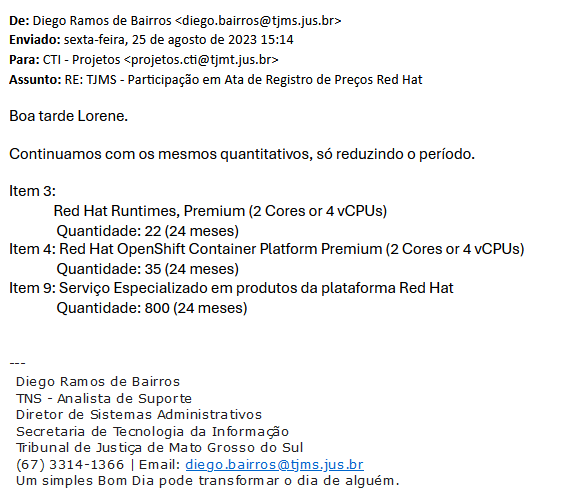 De: Diego Ramos de Bairros <diego.bairros@tjms.jus.br>
Enviado: sexta-feira, 25 de agosto de 2023 15:14
Para: CTI - Projetos <projetos.cti@tjmt.jus.br>
Assunto: RE: TJMS - Participação em Ata de Registro de Preços Red Hat
Boa tarde Lorene.
Continuamos com os mesmos quantitativos, só reduzindo o período.
Item 3:
Red Hat Runtimes, Premium (2 Cores or 4 vCPUs)
Quantidade: 22 (24 meses)
Item 4: Red Hat OpenShift Container Platform Premium (2 Cores or 4 vCPUs)
Quantidade: 35 (24 meses)
Item 9: Serviço Especializado em produtos da plataforma Red Hat
Quantidade: 800 (24 meses)
---
Diego Ramos de Bairros
TNS - Analista de Suporte
Diretor de Sistemas Administrativos
Secretaria de Tecnologia da Informação
Tribunal de Justiça de Mato Grosso do Sul
(67) 3314-1366 | Email: diego.bairros@tjms.jus.br
Um simples Bom Dia pode transformar o dia de alguém.